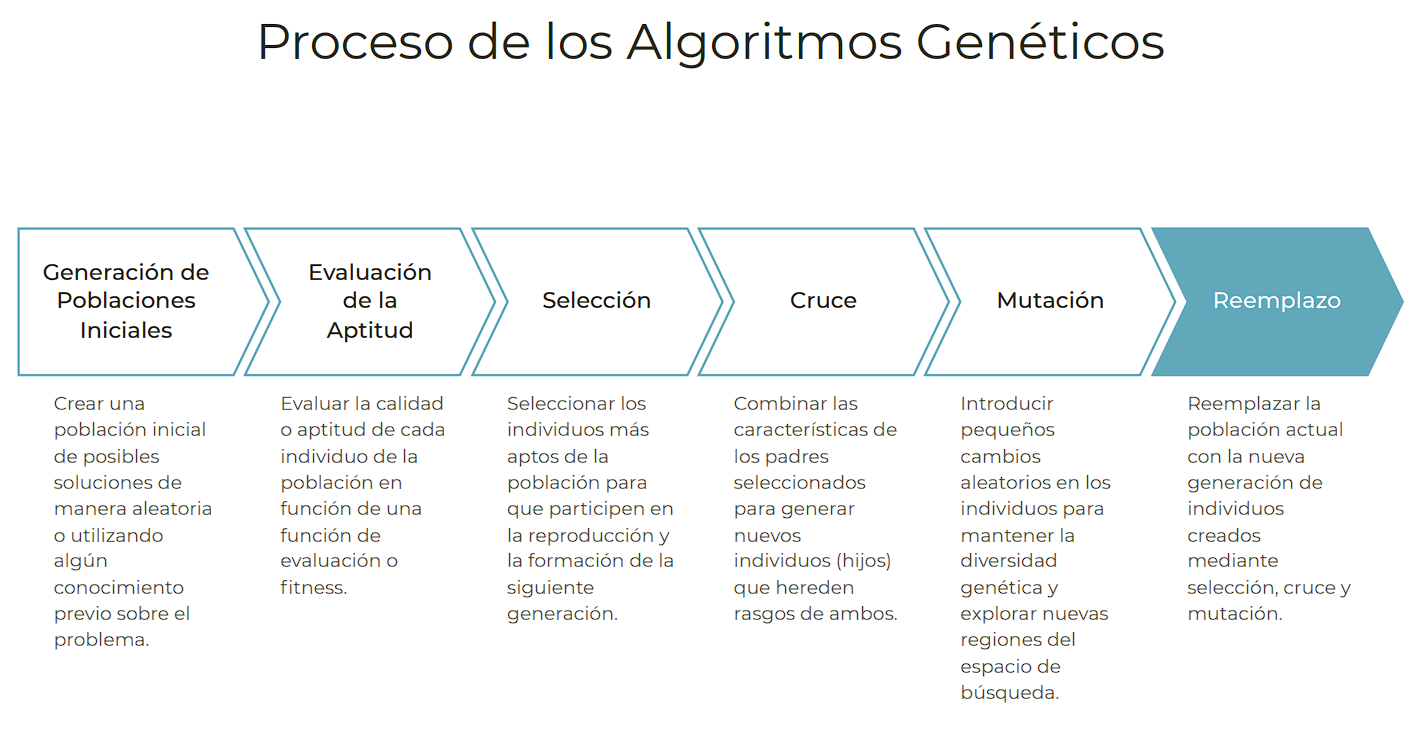 Proceso de los Algoritmos Genéticos
Generación de
Poblaciones
Iniciales
Crear una
población inicial
de posibles
soluciones de
manera aleatoria
o utilizando
algún
conocimiento
previo sobre el
problema.
Evaluación
de la
Aptitud
Evaluar la calidad
o aptitud de cada
individuo de la
población en
función de una
función de
evaluación o
fitness.
Selección
Seleccionar los
individuos más
aptos de la
población para
que participen en
la reproducción y
la formación de la
siguiente
generación.
Cruce
Combinar las
características de
los padres
seleccionados
para generar
nuevos
individuos (hijos)
que hereden
rasgos de ambos.
Mutación
Introducir
pequeños
cambios
aleatorios en los
individuos para
mantener la
diversidad
genética y
explorar nuevas
regiones del
espacio de
búsqueda.
Reemplazo
Reemplazar la
población actual
con la nueva
generación de
individuos
creados
mediante
selección, cruce y
mutación.